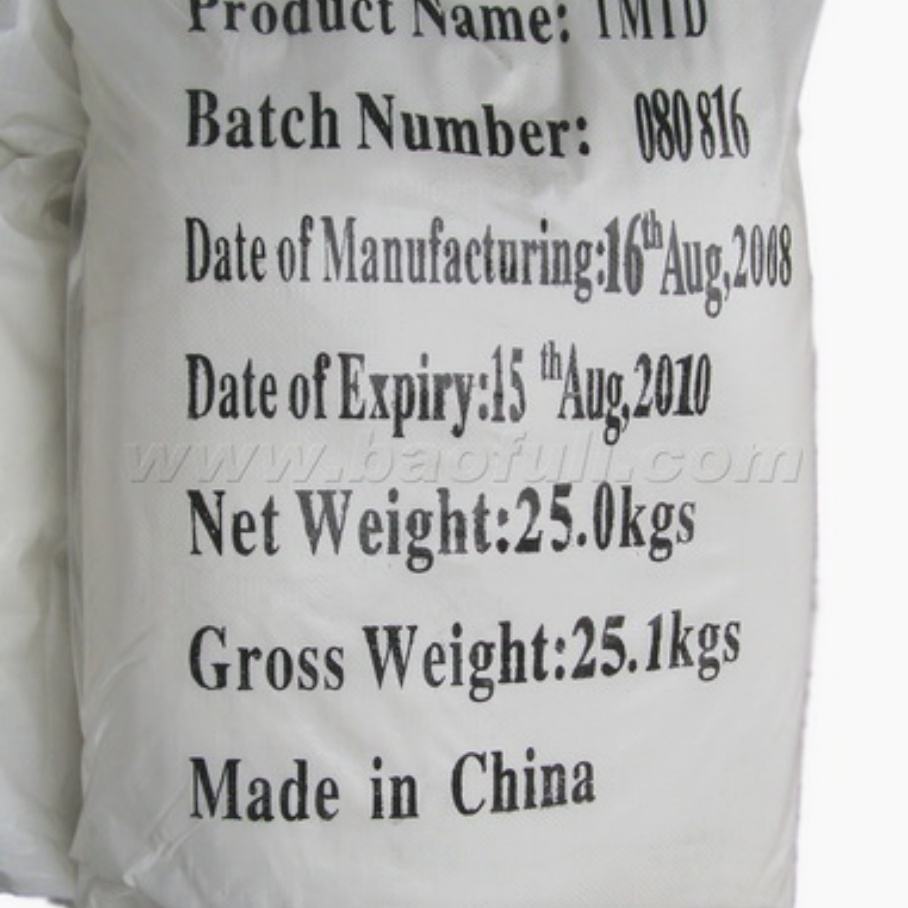 Product Name: TMTD
Batch Number: 080816
Date of Manufacturing:16th Aug,2008
Date of Expiry:15 th Aug,2010
www.baofull.com
Net Weight:25.0kgs
Gross Weight:25.1kgs
Made in China